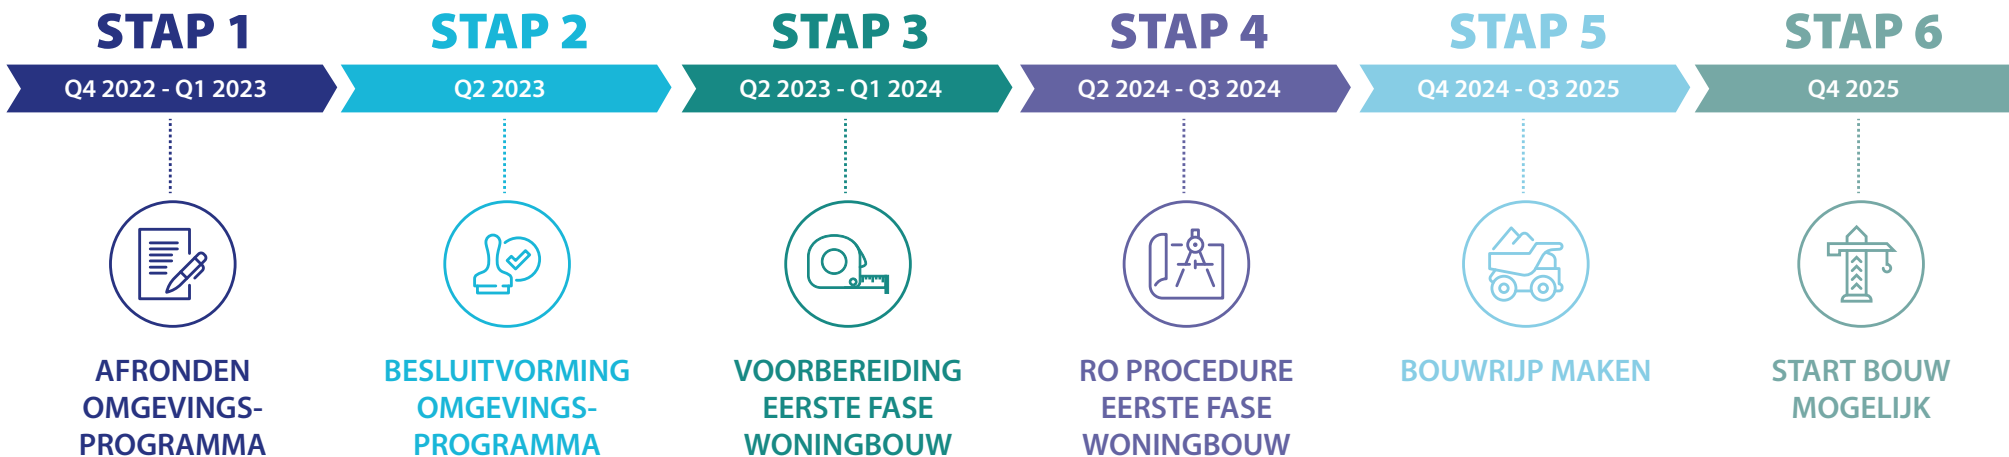 STAP 1
Q4 2022 - Q1 2023
AFRONDEN
OMGEVINGS-
PROGRAMMA
STAP 2
Q2 2023
BESLUITVORMING
OMGEVINGS-
PROGRAMMA
STAP 3
Q2 2023 - Q1 2024
VOORBEREIDING
EERSTE FASE
WONINGBOUW
STAP 4
Q2 2024 - Q3 2024
RO PROCEDURE
EERSTE FASE
WONINGBOUW
STAP 5
Q4 2024 - Q3 2025
BOUWRIJP MAKEN
STAP 6
Q4 2025
START BOUW
MOGELIJK